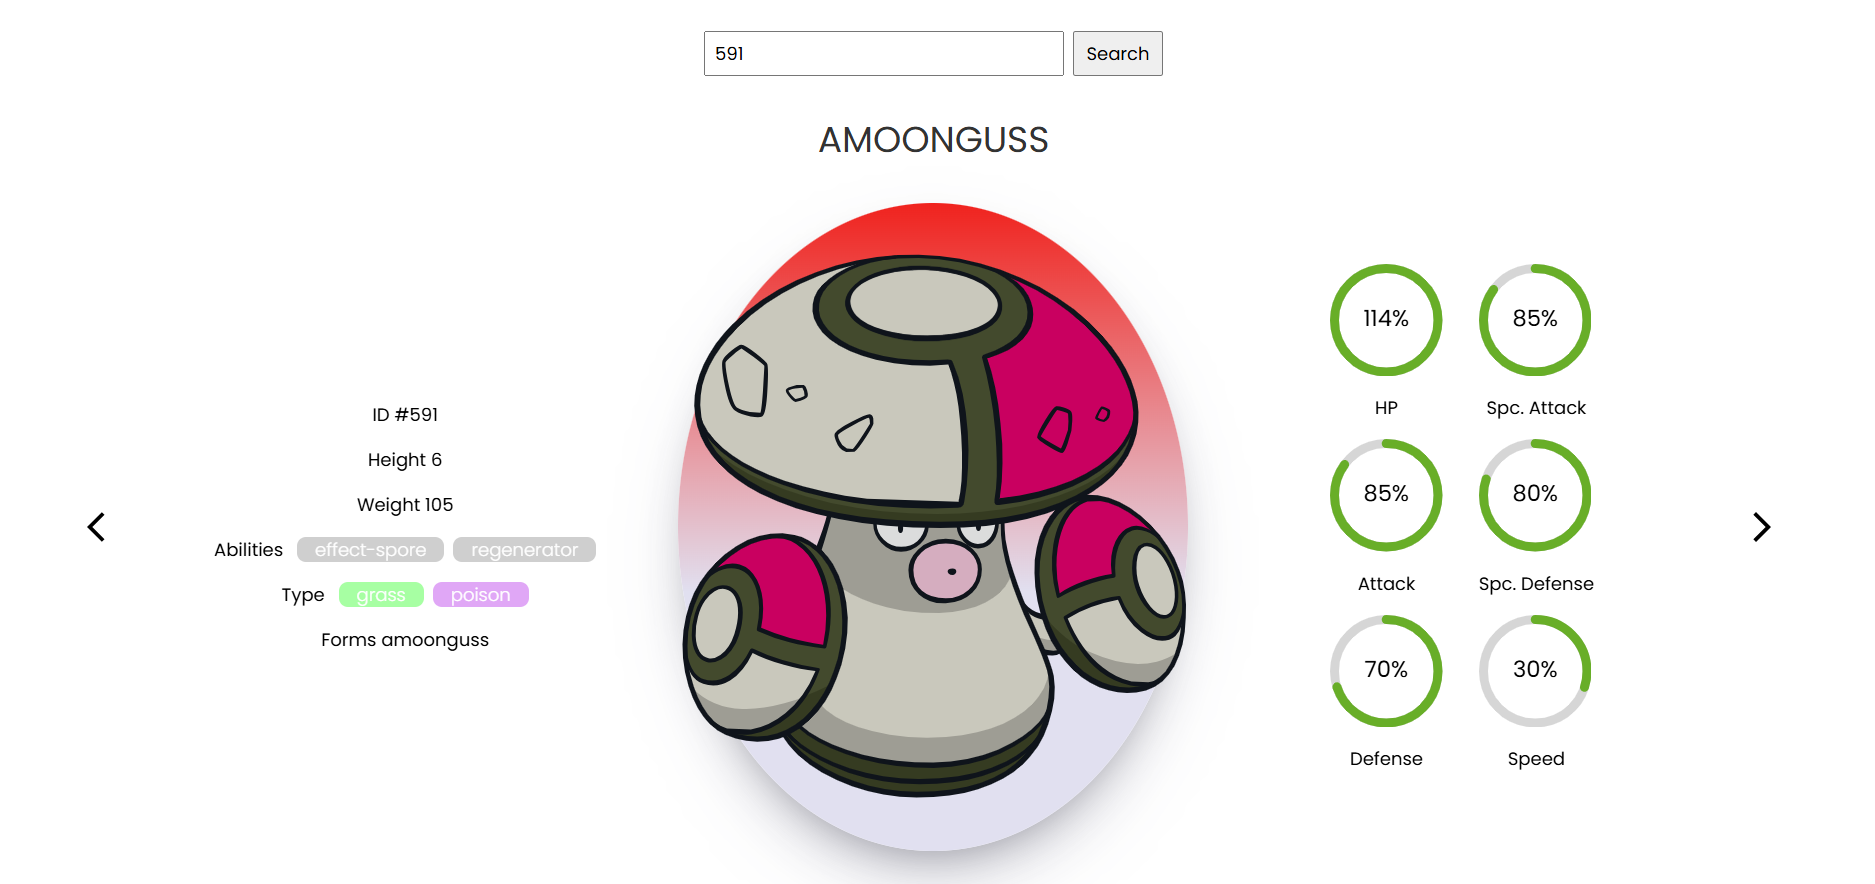 591
Search
AMOONGUSS
ID #591
Height 6
Weight 105
Abilities effect-spore regenerator
Type grass poison
Forms amoonguss
114% 85%
HP Spc. Attack
85% 80%
Attack Spc. Defense
70% 30%
Defense Speed